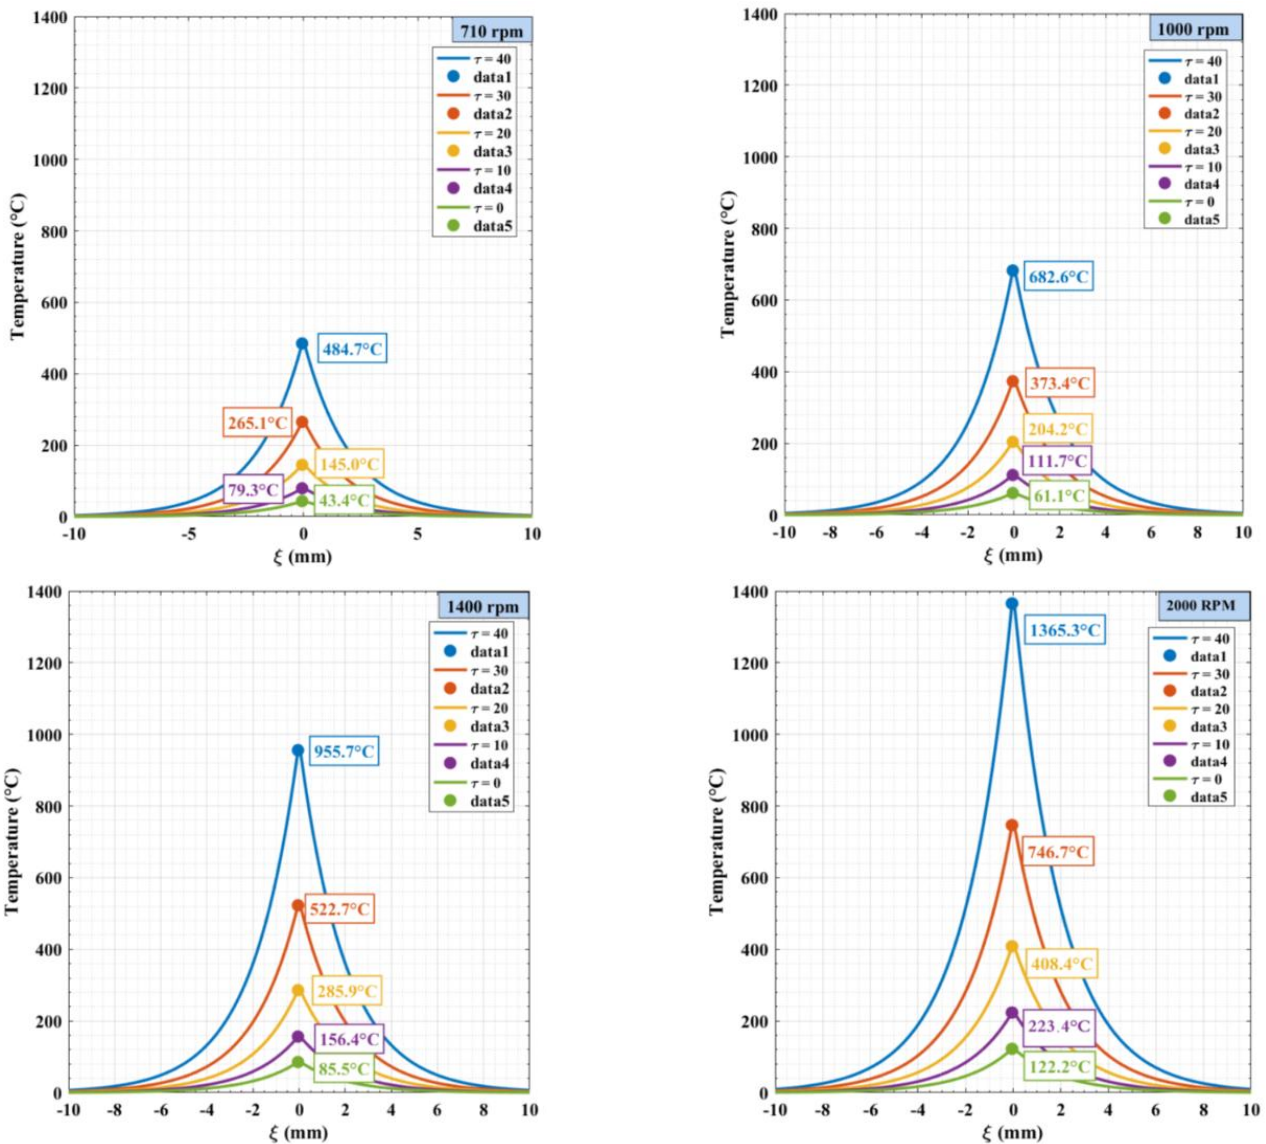 710 rpm
τ = 40
data1
τ = 30
data2
τ = 20
data3
τ = 10
data4
τ = 0
data5
1400
1200
1000
800
600
400
200
0
Temperature (°C)
484.7°C
265.1°C
145.0°C
79.3°C
43.4°C
-10 -5 0 5 10
ξ (mm)
1000 rpm
τ = 40
data1
τ = 30
data2
τ = 20
data3
τ = 10
data4
τ = 0
data5
1400
1200
1000
800
600
400
200
0
Temperature (°C)
682.6°C
373.4°C
204.2°C
111.7°C
61.1°C
-10 -8 -6 -4 -2 0 2 4 6 8 10
ξ (mm)
1400 rpm
τ = 40
data1
τ = 30
data2
τ = 20
data3
τ = 10
data4
τ = 0
data5
1400
1200
1000
800
600
400
200
0
Temperature (°C)
955.7°C
522.7°C
285.9°C
156.4°C
85.5°C
-10 -8 -6 -4 -2 0 2 4 6 8 10
ξ (mm)
2000 RPM
τ = 40
data1
τ = 30
data2
τ = 20
data3
τ = 10
data4
τ = 0
data5
1400
1200
1000
800
600
400
200
0
Temperature (°C)
1365.3°C
746.7°C
408.4°C
223.4°C
122.2°C
-10 -8 -6 -4 -2 0 2 4 6 8 10
ξ (mm)